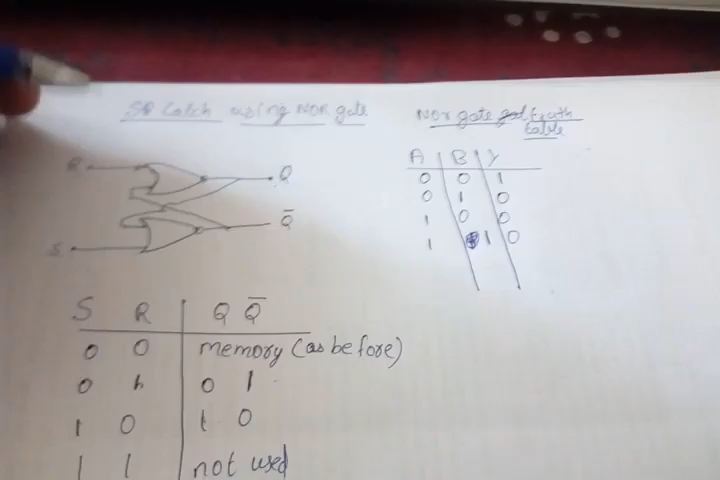 SR Latch using NOR gate
R
Q
Q̅
S
S R Q Q̅
0 0 memory (as before)
0 1 0 1
1 0 1 0
1 1 not used
NOr gate truth
table
A B Y
0 0 1
0 1 0
1 0 0
1 1 0